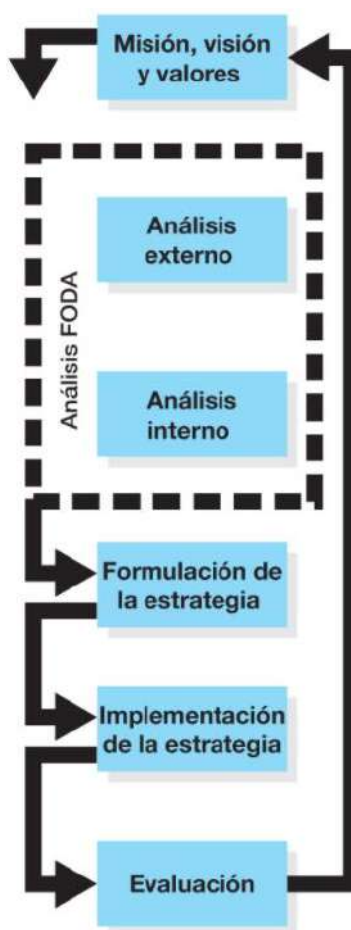 Misión, visión
y valores
Análisis FODA
Análisis
externo
Análisis
interno
Formulación de
la estrategia
Implementación
de la estrategia
Evaluación